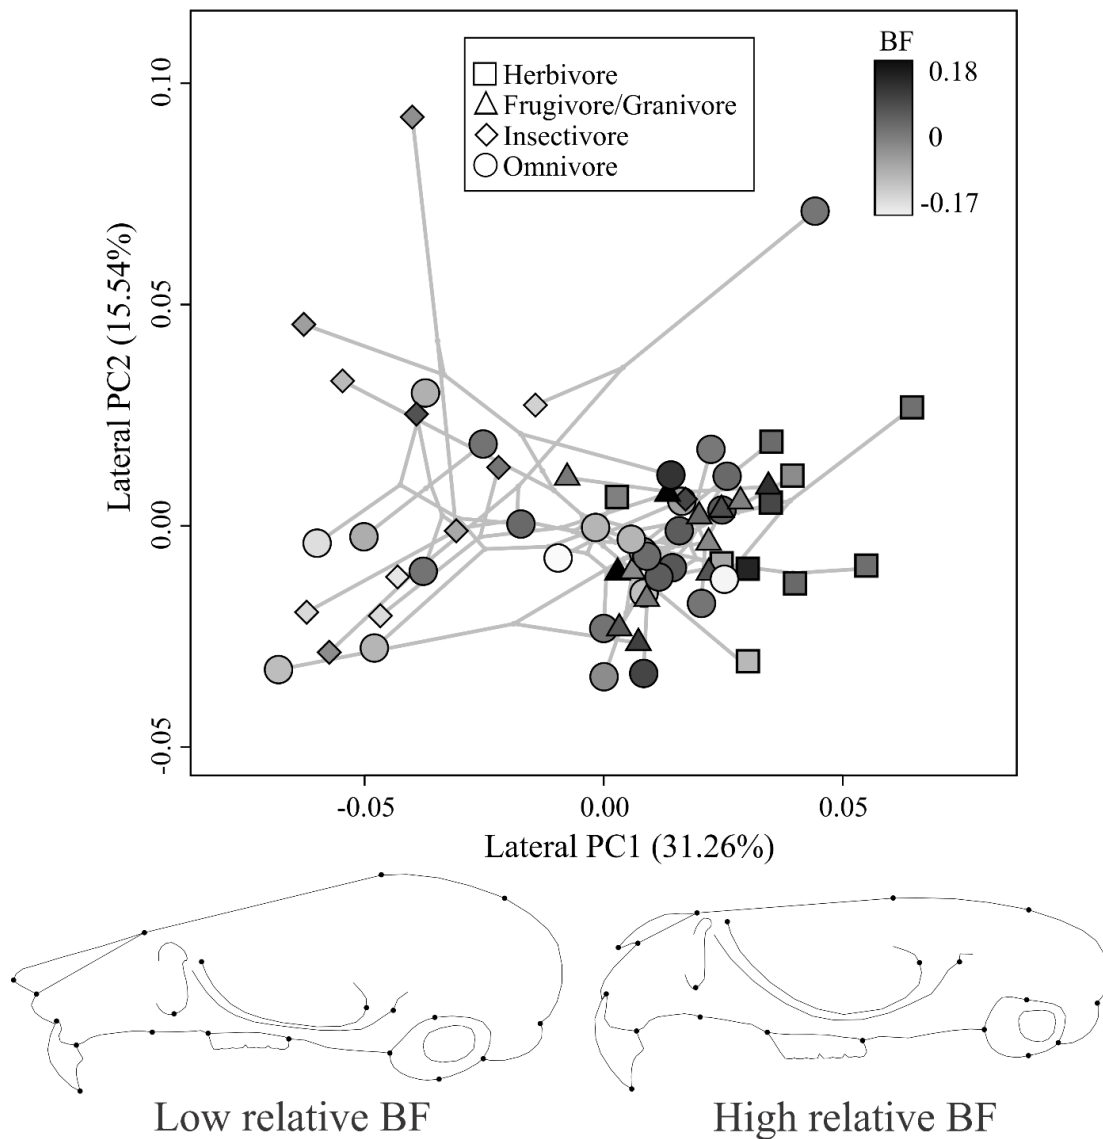 BF
0.18
0
-0.17
Herbivore
Frugivore/Granivore
Insectivore
Omnivore
Lateral PC2 (15.54%)
0.10
0.05
0.00
-0.05
-0.05
0.00
0.05
Lateral PC1 (31.26%)
Low relative BF
High relative BF